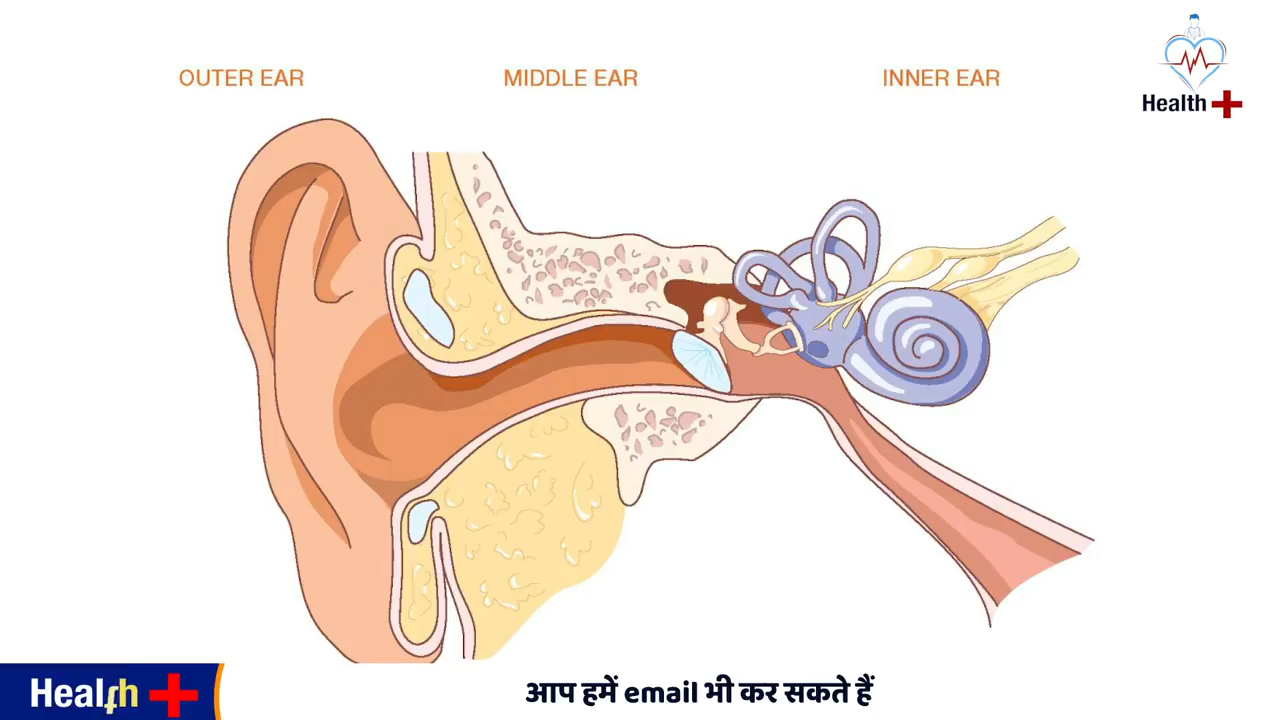 OUTER EAR
MIDDLE EAR
INNER EAR
Health
Health
आप हमें email भी कर सकते हैं